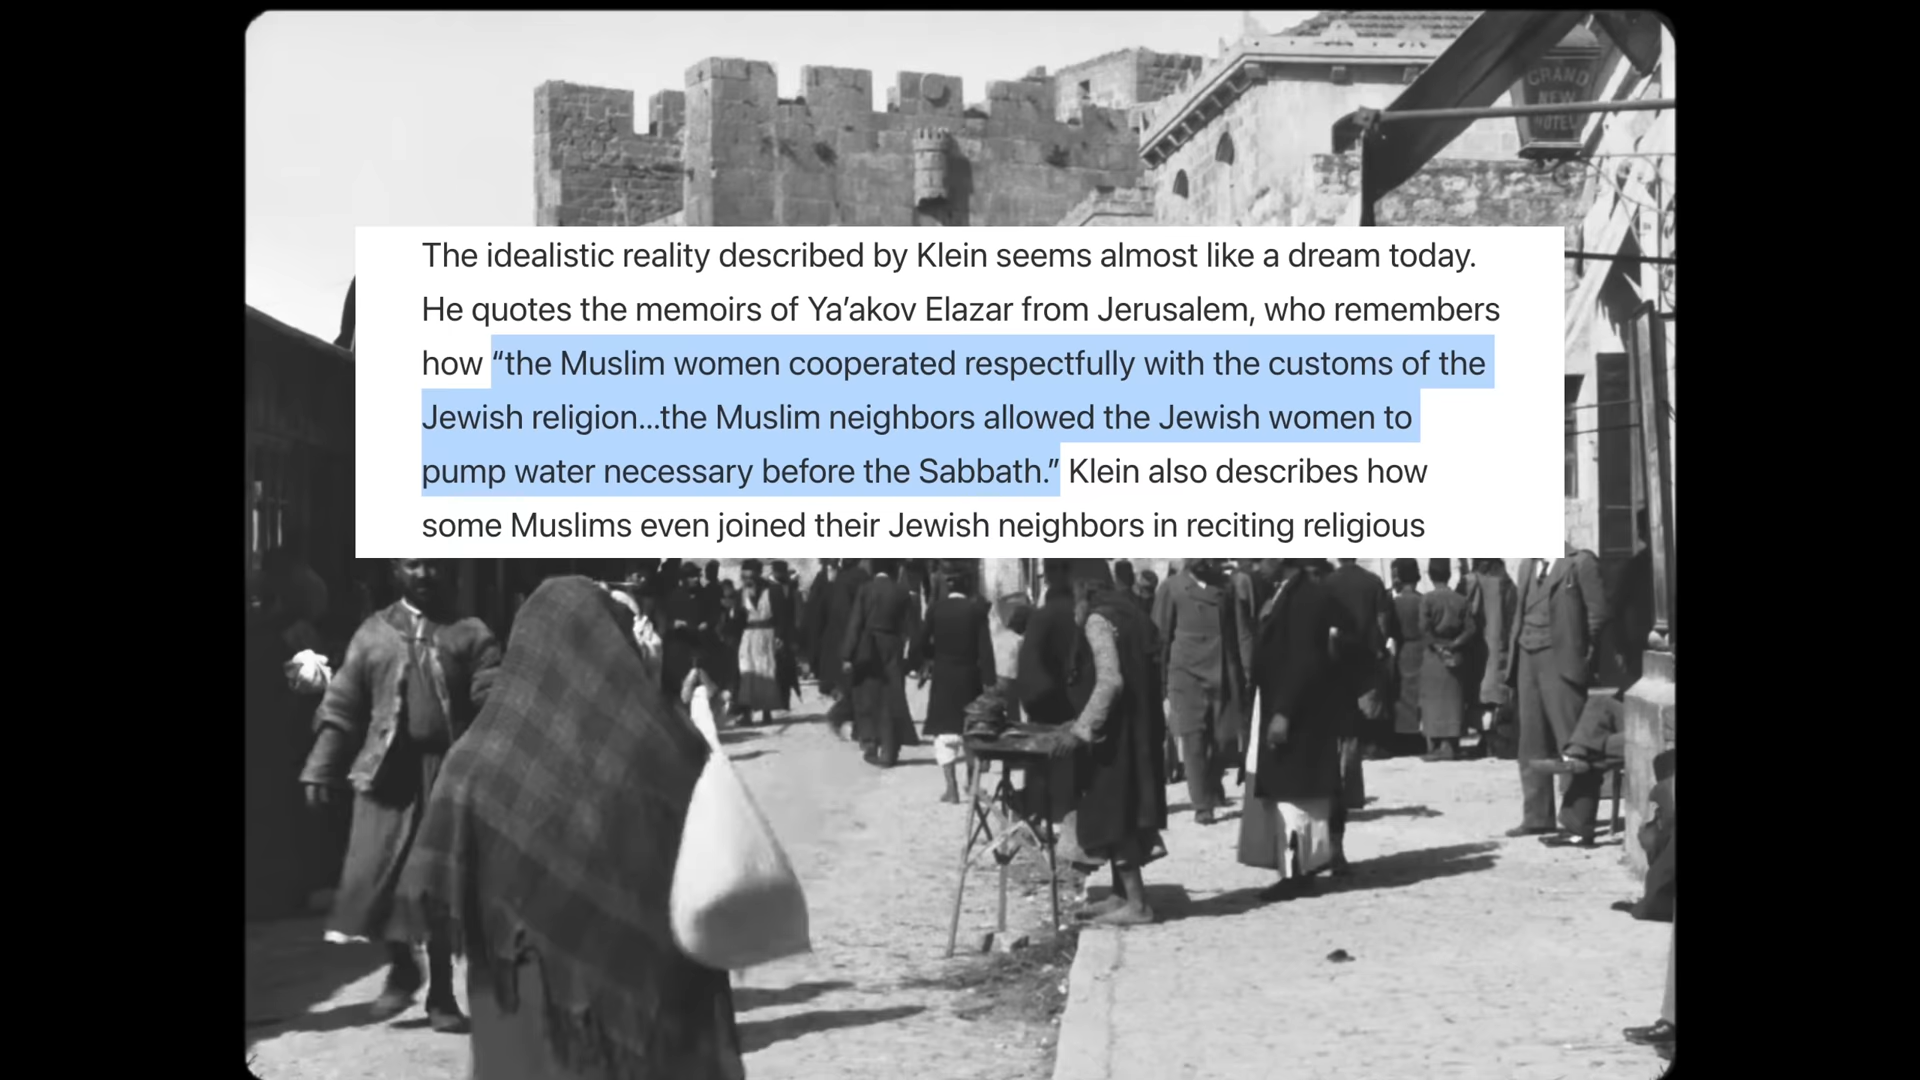 GRAND
NEW
HOTEL
The idealistic reality described by Klein seems almost like a dream today.
He quotes the memoirs of Ya’akov Elazar from Jerusalem, who remembers
how “the Muslim women cooperated respectfully with the customs of the
Jewish religion...the Muslim neighbors allowed the Jewish women to
pump water necessary before the Sabbath.” Klein also describes how
some Muslims even joined their Jewish neighbors in reciting religious